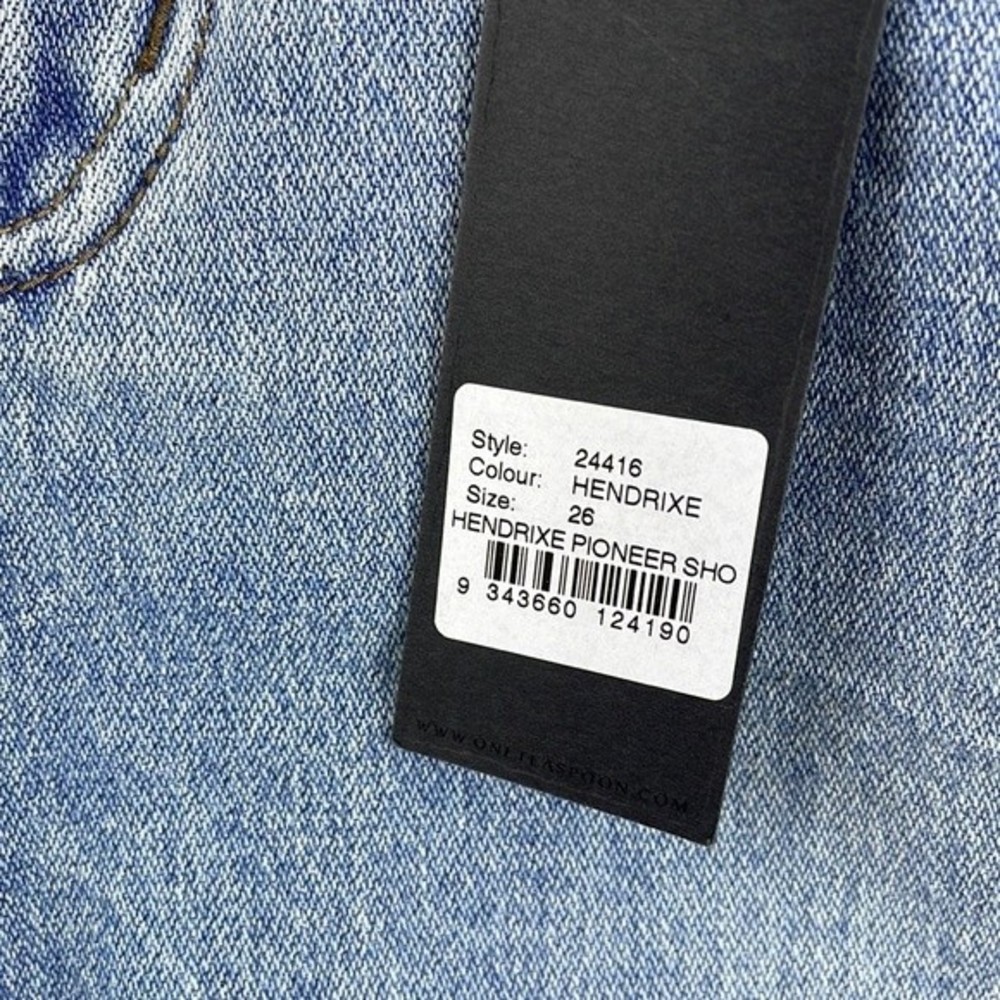 Style: 24416
Colour: HENDRIXE
Size: 26
HENDRIXE PIONEER SHO
9 343660 124190
WWW.ONETEASPOON.COM